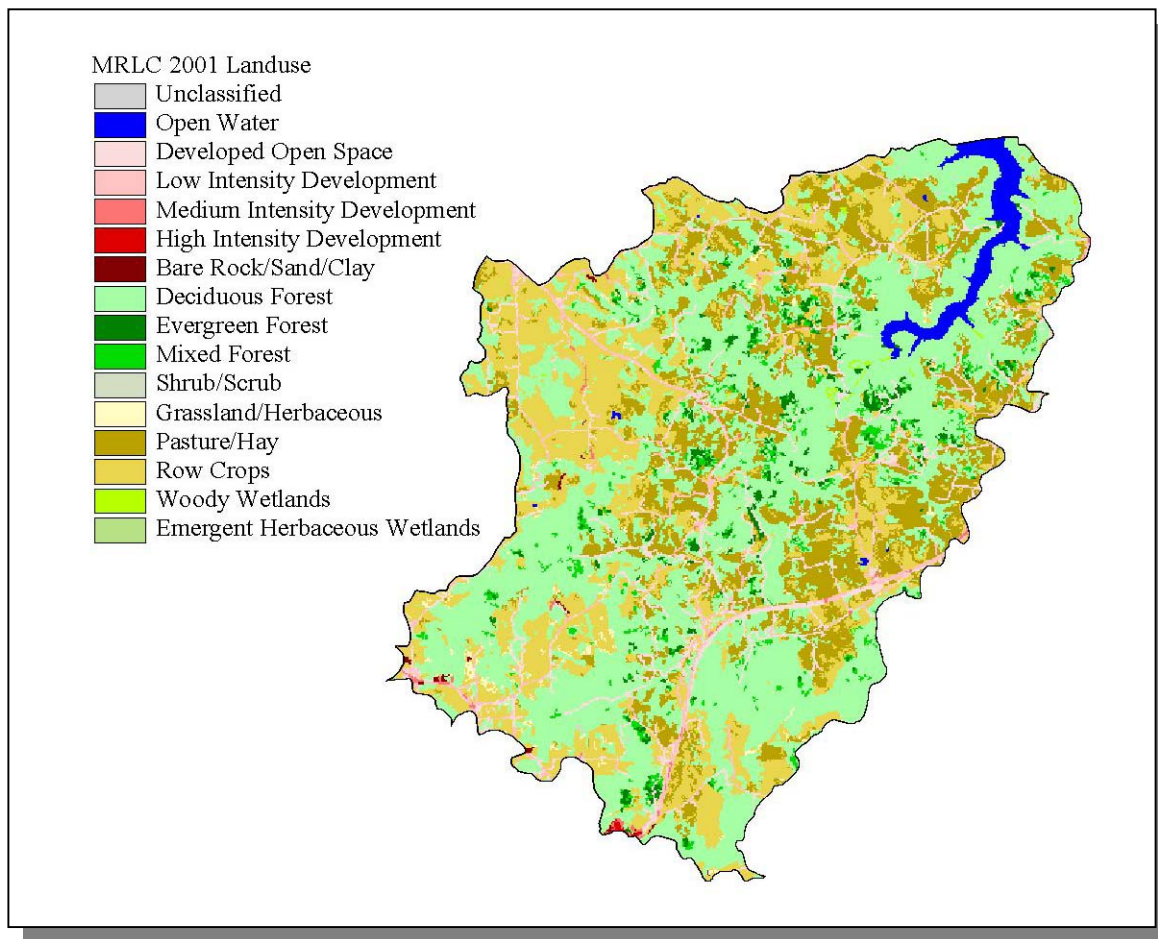 MRLC 2001 Landuse
Unclassified
Open Water
Developed Open Space
Low Intensity Development
Medium Intensity Development
High Intensity Development
Bare Rock/Sand/Clay
Deciduous Forest
Evergreen Forest
Mixed Forest
Shrub/Scrub
Grassland/Herbaceous
Pasture/Hay
Row Crops
Woody Wetlands
Emergent Herbaceous Wetlands